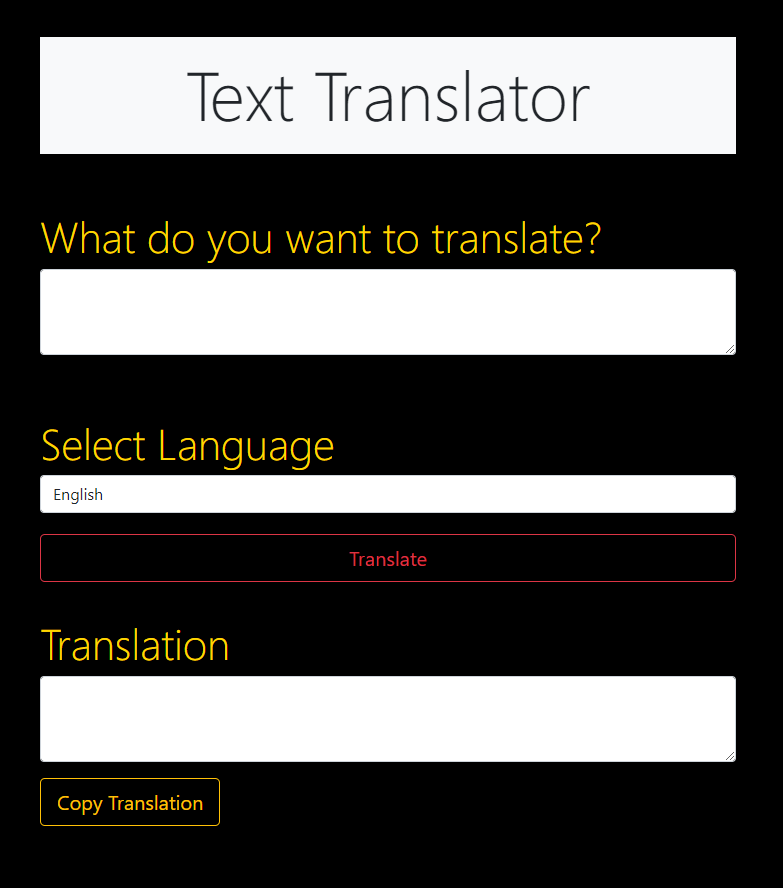 Text Translator
What do you want to translate?
Select Language
English
Translate
Translation
Copy Translation